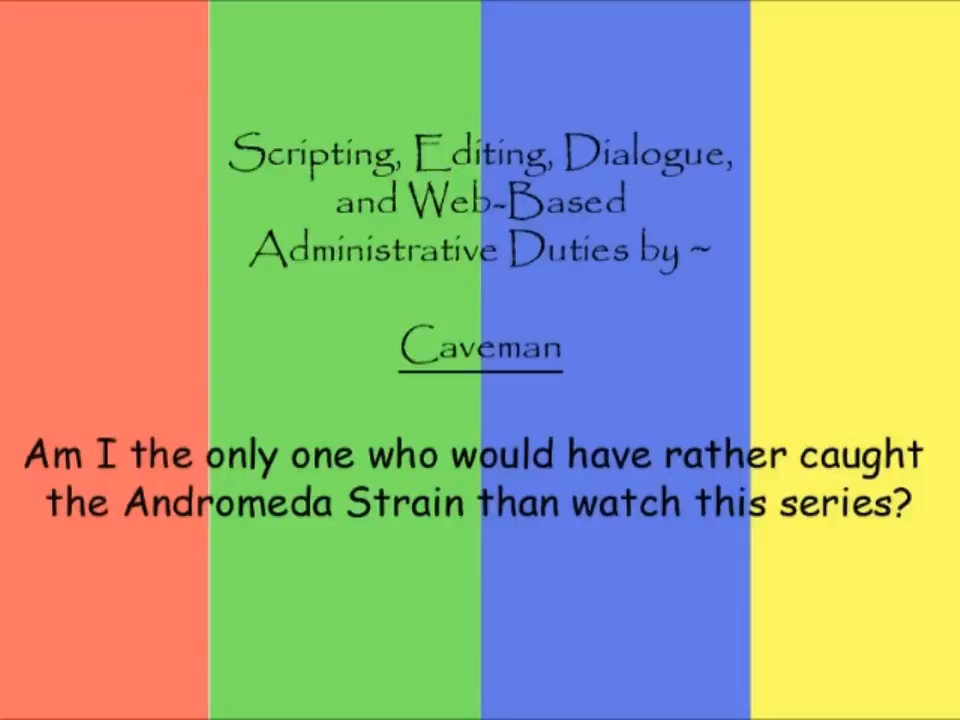 Scripting, Editing, Dialogue,
and Web-Based
Administrative Duties by ~
Caveman
Am I the only one who would have rather caught
the Andromeda Strain than watch this series?